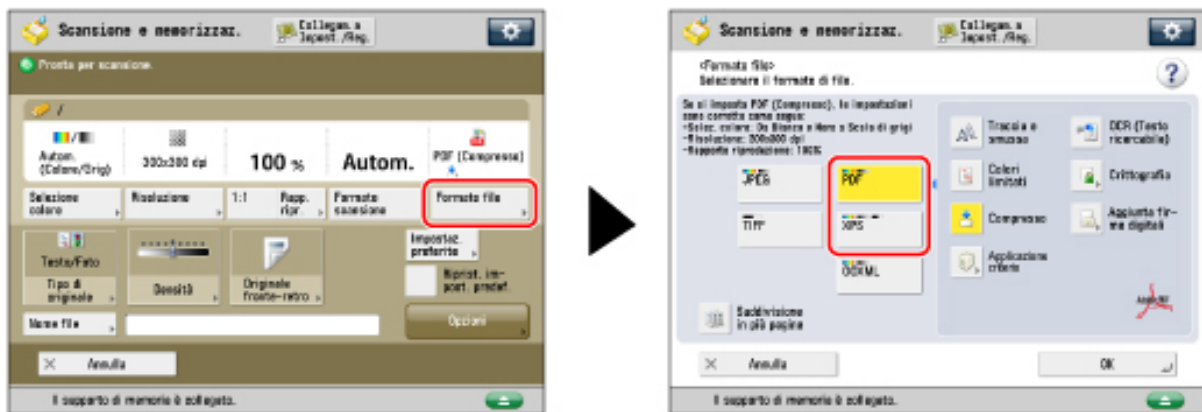 Scansione e memorizzaz.
Collegam. a
Impost./Reg.
Pronta per scansione.
/
Autom.
(Colore/Grig)
300x300 dpi
100 %
Autom.
PDF (Compresso)
Selezione
colore
Risoluzione
1:1
Rapp.
ripr.
Formato
scansione
Formato file
Testo/Foto
Tipo di
originale
Densità
Originale
fronte-retro
Impostaz.
preferite
Riprist. im-
post. predef.
Nome file
Opzioni
Annulla
Il supporto di memoria è collegato.
Scansione e memorizzaz.
Collegam. a
Impost./Reg.
<Formato file>
Selezionare il formato di file.
?
Se si imposta PDF (Compresso), le impostazioni
sono corrette come segue:
-Selez. colore: Da Bianco e Nero a Scala di grigi
-Risoluzione: 300x300 dpi
-Rapporto riproduzione: 100%
JPEG
PDF
TIFF
XPS
OOXML
Suddivisione
in più pagine
Traccia e
smusso
OCR (Testo
ricercabile)
Colori
limitati
Crittografia
Compresso
Aggiunta fir-
me digitali
Applicazione
criterio
Annulla
OK
Il supporto di memoria è collegato.